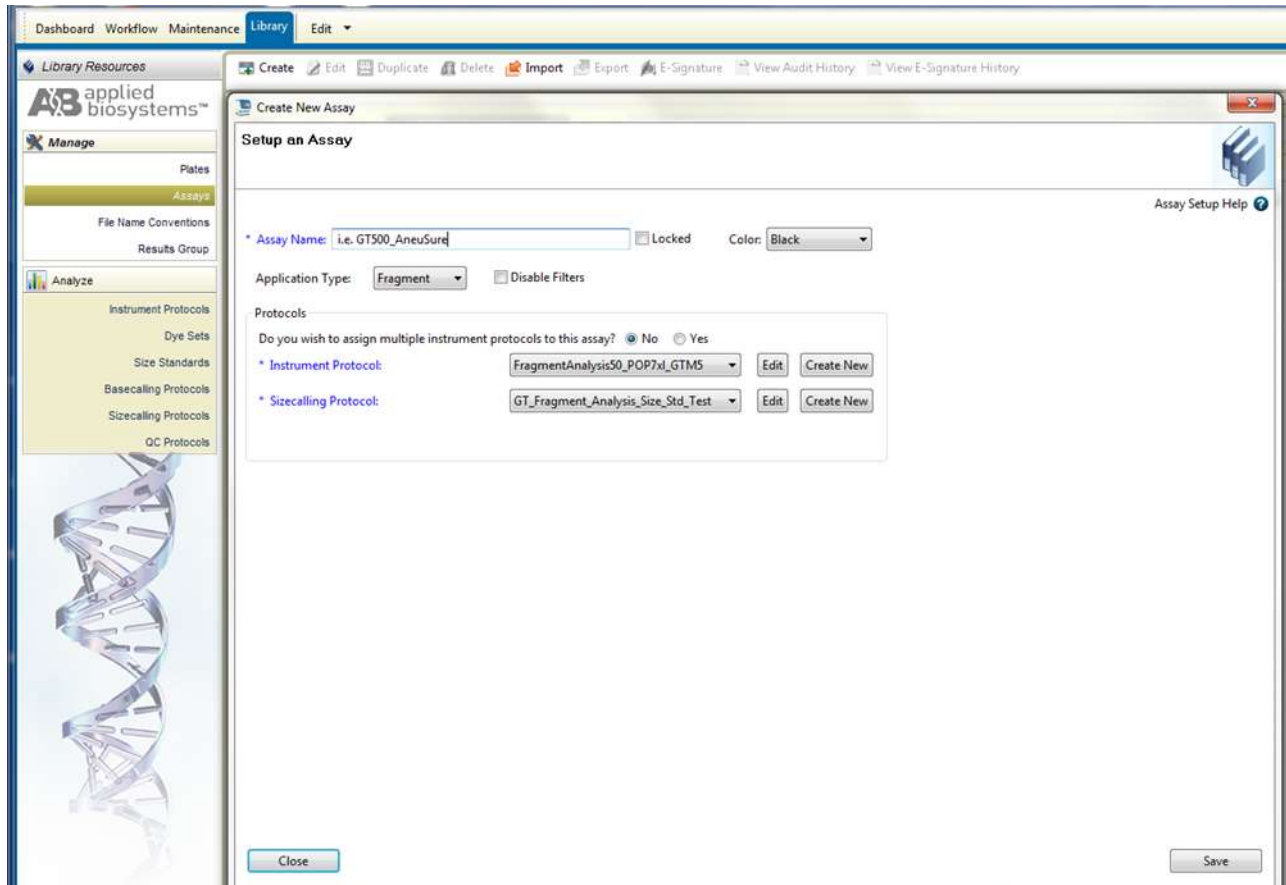 Dashboard Workflow Maintenance Library Edit
Library Resources
Create Edit Duplicate Delete Import Export E-Signature View Audit History View E-Signature History
AB applied biosystems™
Manage
Plates
Assays
File Name Conventions
Results Group
Analyze
Instrument Protocols
Dye Sets
Size Standards
Basecalling Protocols
Sizecalling Protocols
QC Protocols
Create New Assay
Setup an Assay
Assay Setup Help ?
* Assay Name: i.e. GT500_AneuSure Locked Color: Black
Application Type: Fragment Disable Filters
Protocols
Do you wish to assign multiple instrument protocols to this assay? No Yes
* Instrument Protocol: FragmentAnalysis50_POP7xl_GTM5 Edit Create New
* Sizecalling Protocol: GT_Fragment_Analysis_Size_Std_Test Edit Create New
Close Save